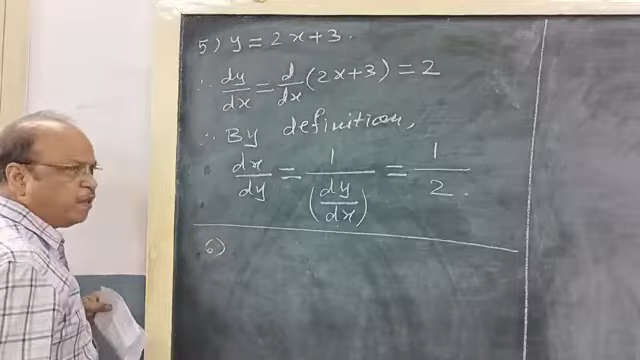 5) y = 2x+3.
∴ dy/dx = d/dx (2x+3) = 2
∴ By definition,
dx/dy = 1/(dy/dx) = 1/2.
6)